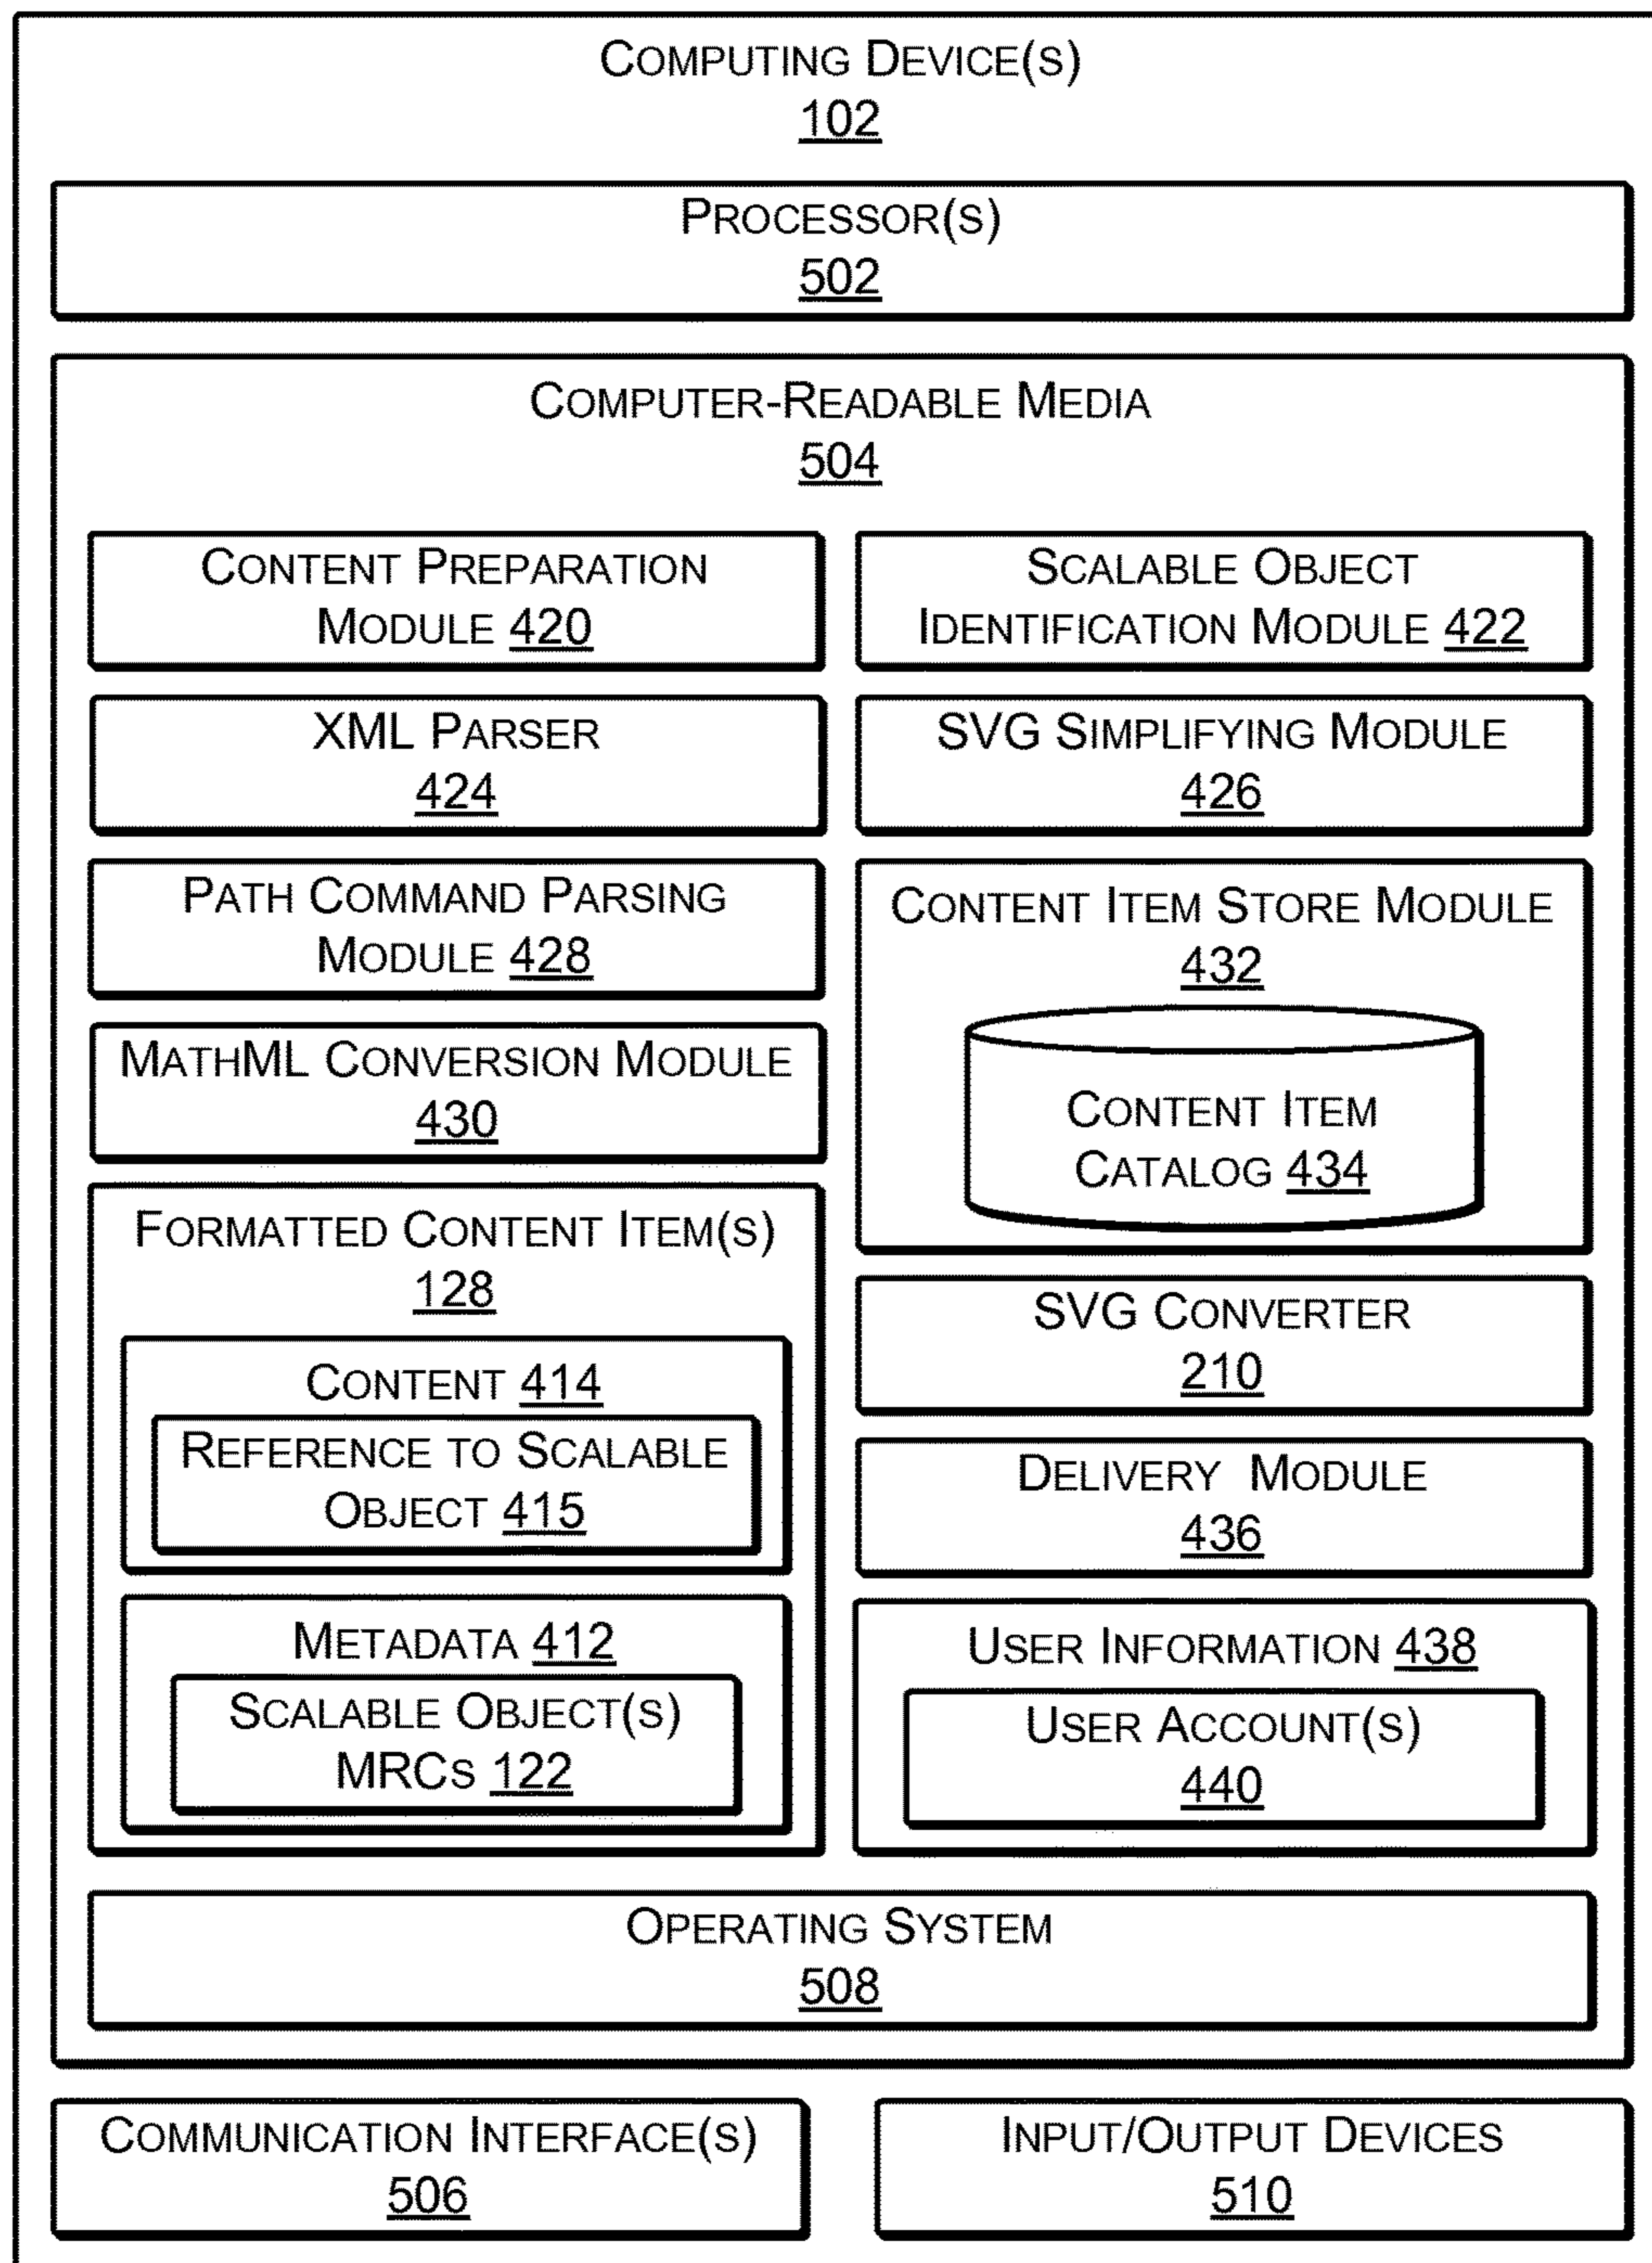 COMPUTING DEVICE(S)
102
PROCESSOR(S)
502
COMPUTER-READABLE MEDIA
504
CONTENT PREPARATION
MODULE 420
SCALABLE OBJECT
IDENTIFICATION MODULE 422
XML PARSER
424
SVG SIMPLIFYING MODULE
426
PATH COMMAND PARSING
MODULE 428
CONTENT ITEM STORE MODULE
432
CONTENT ITEM
CATALOG 434
MATHML CONVERSION MODULE
430
FORMATTED CONTENT ITEM(S)
128
CONTENT 414
REFERENCE TO SCALABLE
OBJECT 415
METADATA 412
SCALABLE OBJECT(S)
MRCS 122
SVG CONVERTER
210
DELIVERY MODULE
436
USER INFORMATION 438
USER ACCOUNT(S)
440
OPERATING SYSTEM
508
COMMUNICATION INTERFACE(S)
506
INPUT/OUTPUT DEVICES
510